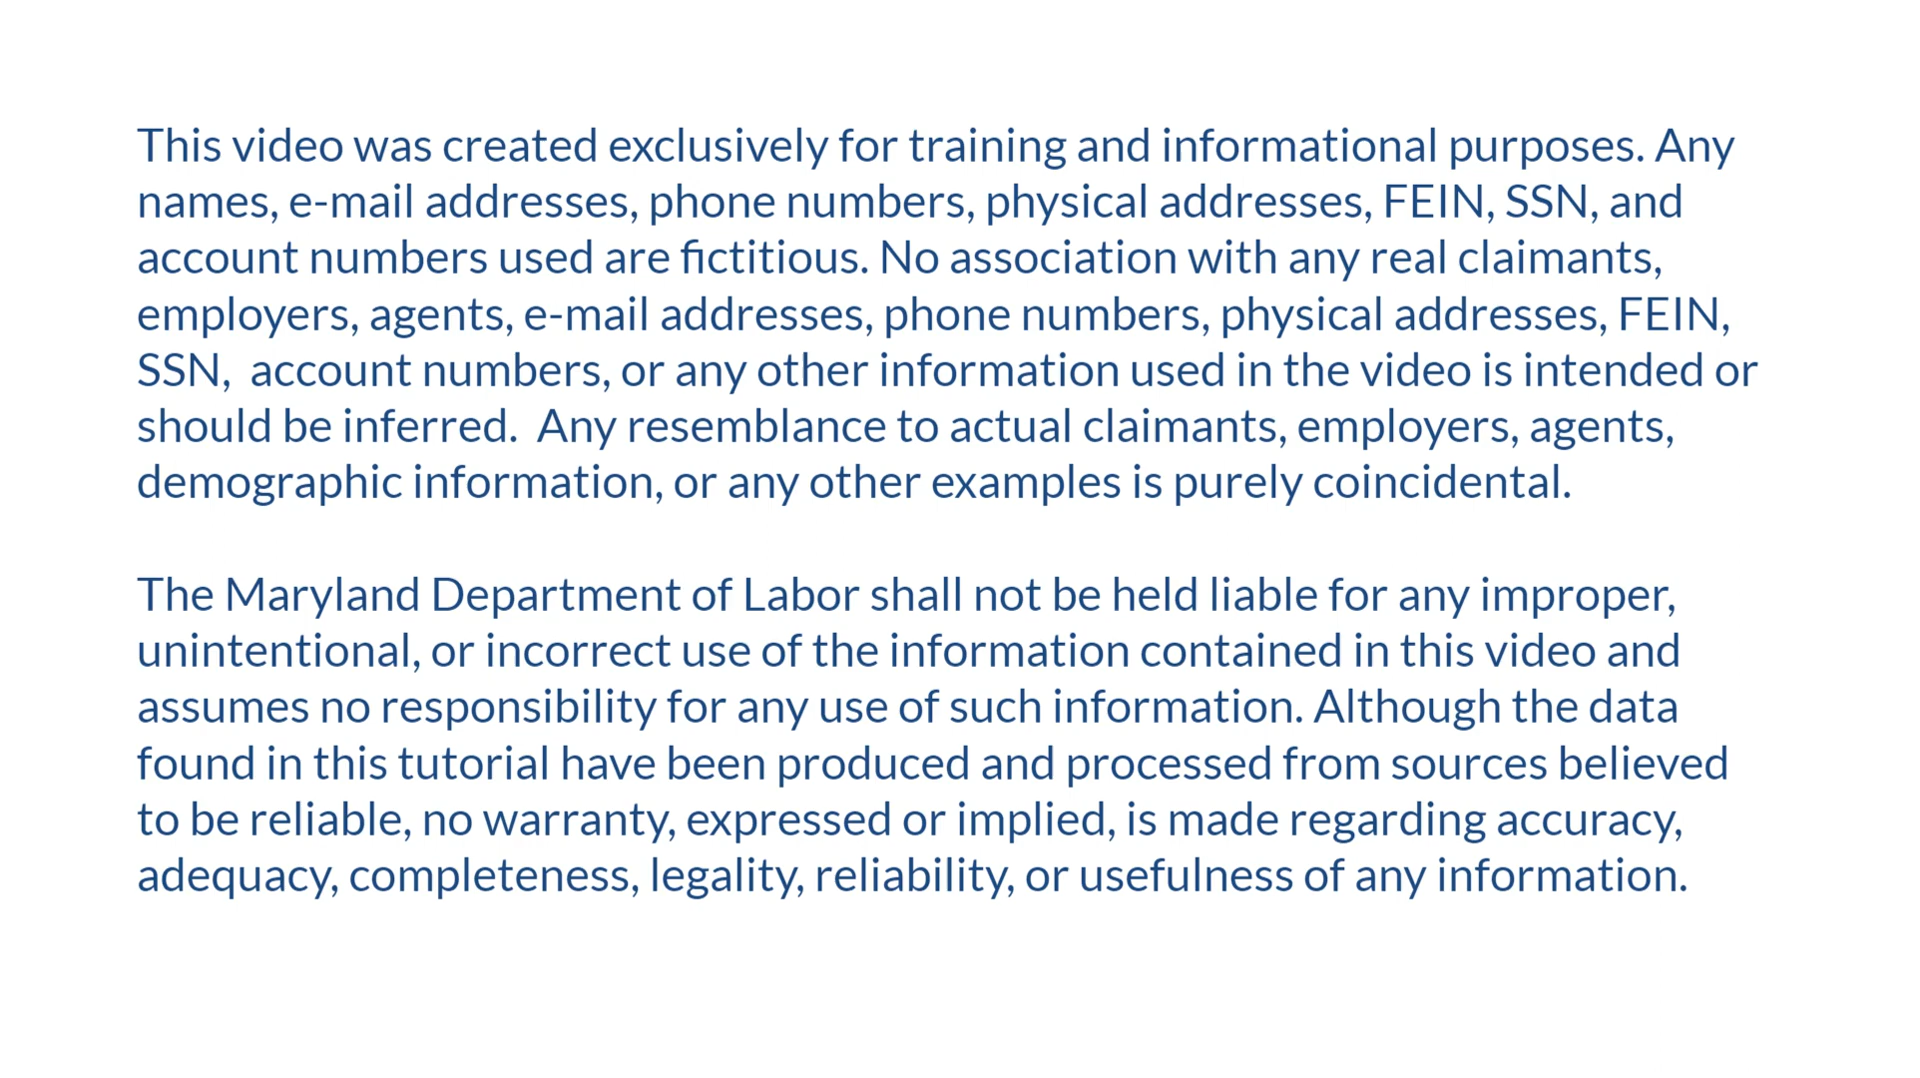 This video was created exclusively for training and informational purposes. Any
names, e-mail addresses, phone numbers, physical addresses, FEIN, SSN, and
account numbers used are fictitious. No association with any real claimants,
employers, agents, e-mail addresses, phone numbers, physical addresses, FEIN,
SSN,  account numbers, or any other information used in the video is intended or
should be inferred.  Any resemblance to actual claimants, employers, agents,
demographic information, or any other examples is purely coincidental.
The Maryland Department of Labor shall not be held liable for any improper,
unintentional, or incorrect use of the information contained in this video and
assumes no responsibility for any use of such information. Although the data
found in this tutorial have been produced and processed from sources believed
to be reliable, no warranty, expressed or implied, is made regarding accuracy,
adequacy, completeness, legality, reliability, or usefulness of any information.